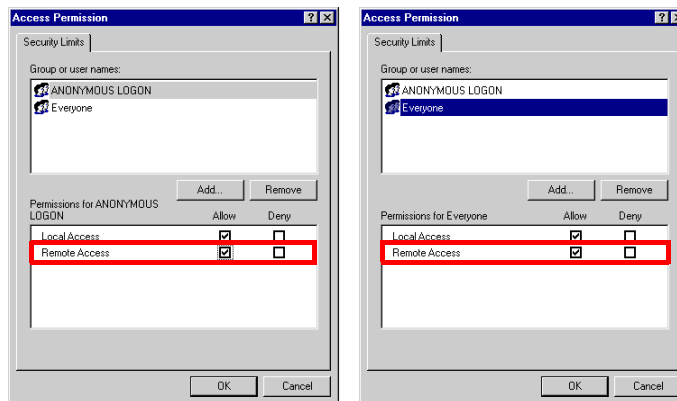 Access Permission
Security Limits
Group or user names:
ANONYMOUS LOGON
Everyone
Add...
Remove
Permissions for ANONYMOUS
LOGON
Allow
Deny
Local Access
Remote Access
OK
Cancel
Access Permission
Security Limits
Group or user names:
ANONYMOUS LOGON
Everyone
Add...
Remove
Permissions for Everyone
Allow
Deny
Local Access
Remote Access
OK
Cancel